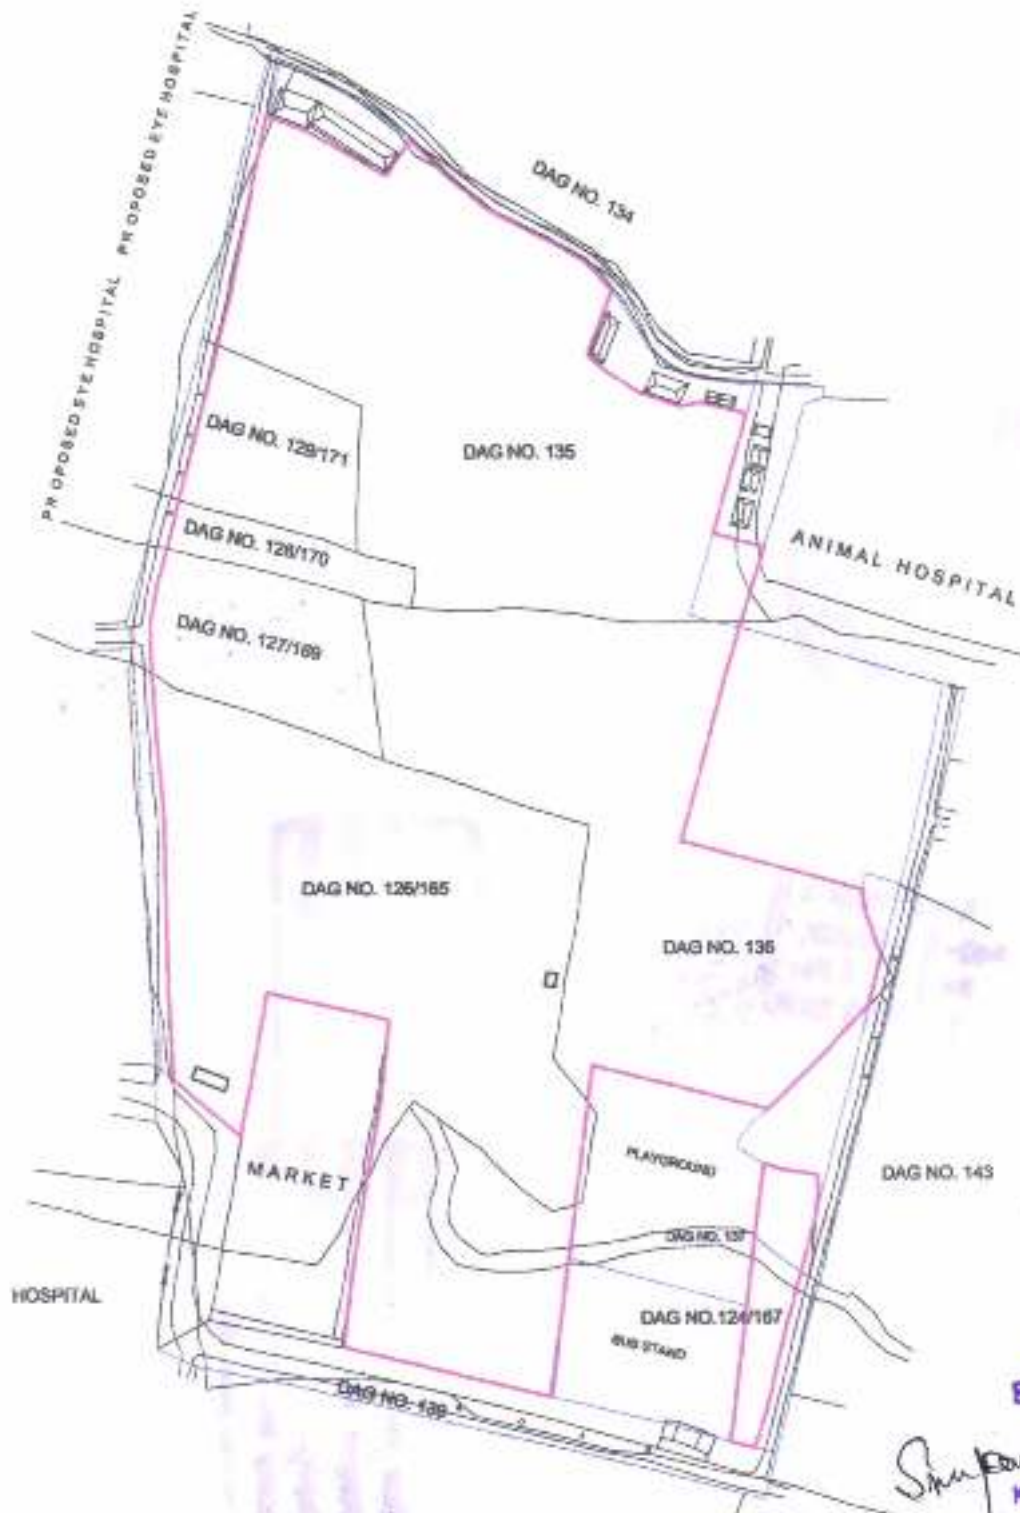 PROPOSED EYE HOSPITAL
PROPOSED EYE HOSPITAL
DAG NO. 134
DAG NO. 135
DAG NO. 129/171
DAG NO. 128/170
ANIMAL HOSPITAL
DAG NO. 127/169
DAG NO. 126/165
DAG NO. 136
PLAYGROUND
MARKET
DAG NO. 143
DAG NO. 137
HOSPITAL
DAG NO.124/167
BUS STAND
DAG NO. 139